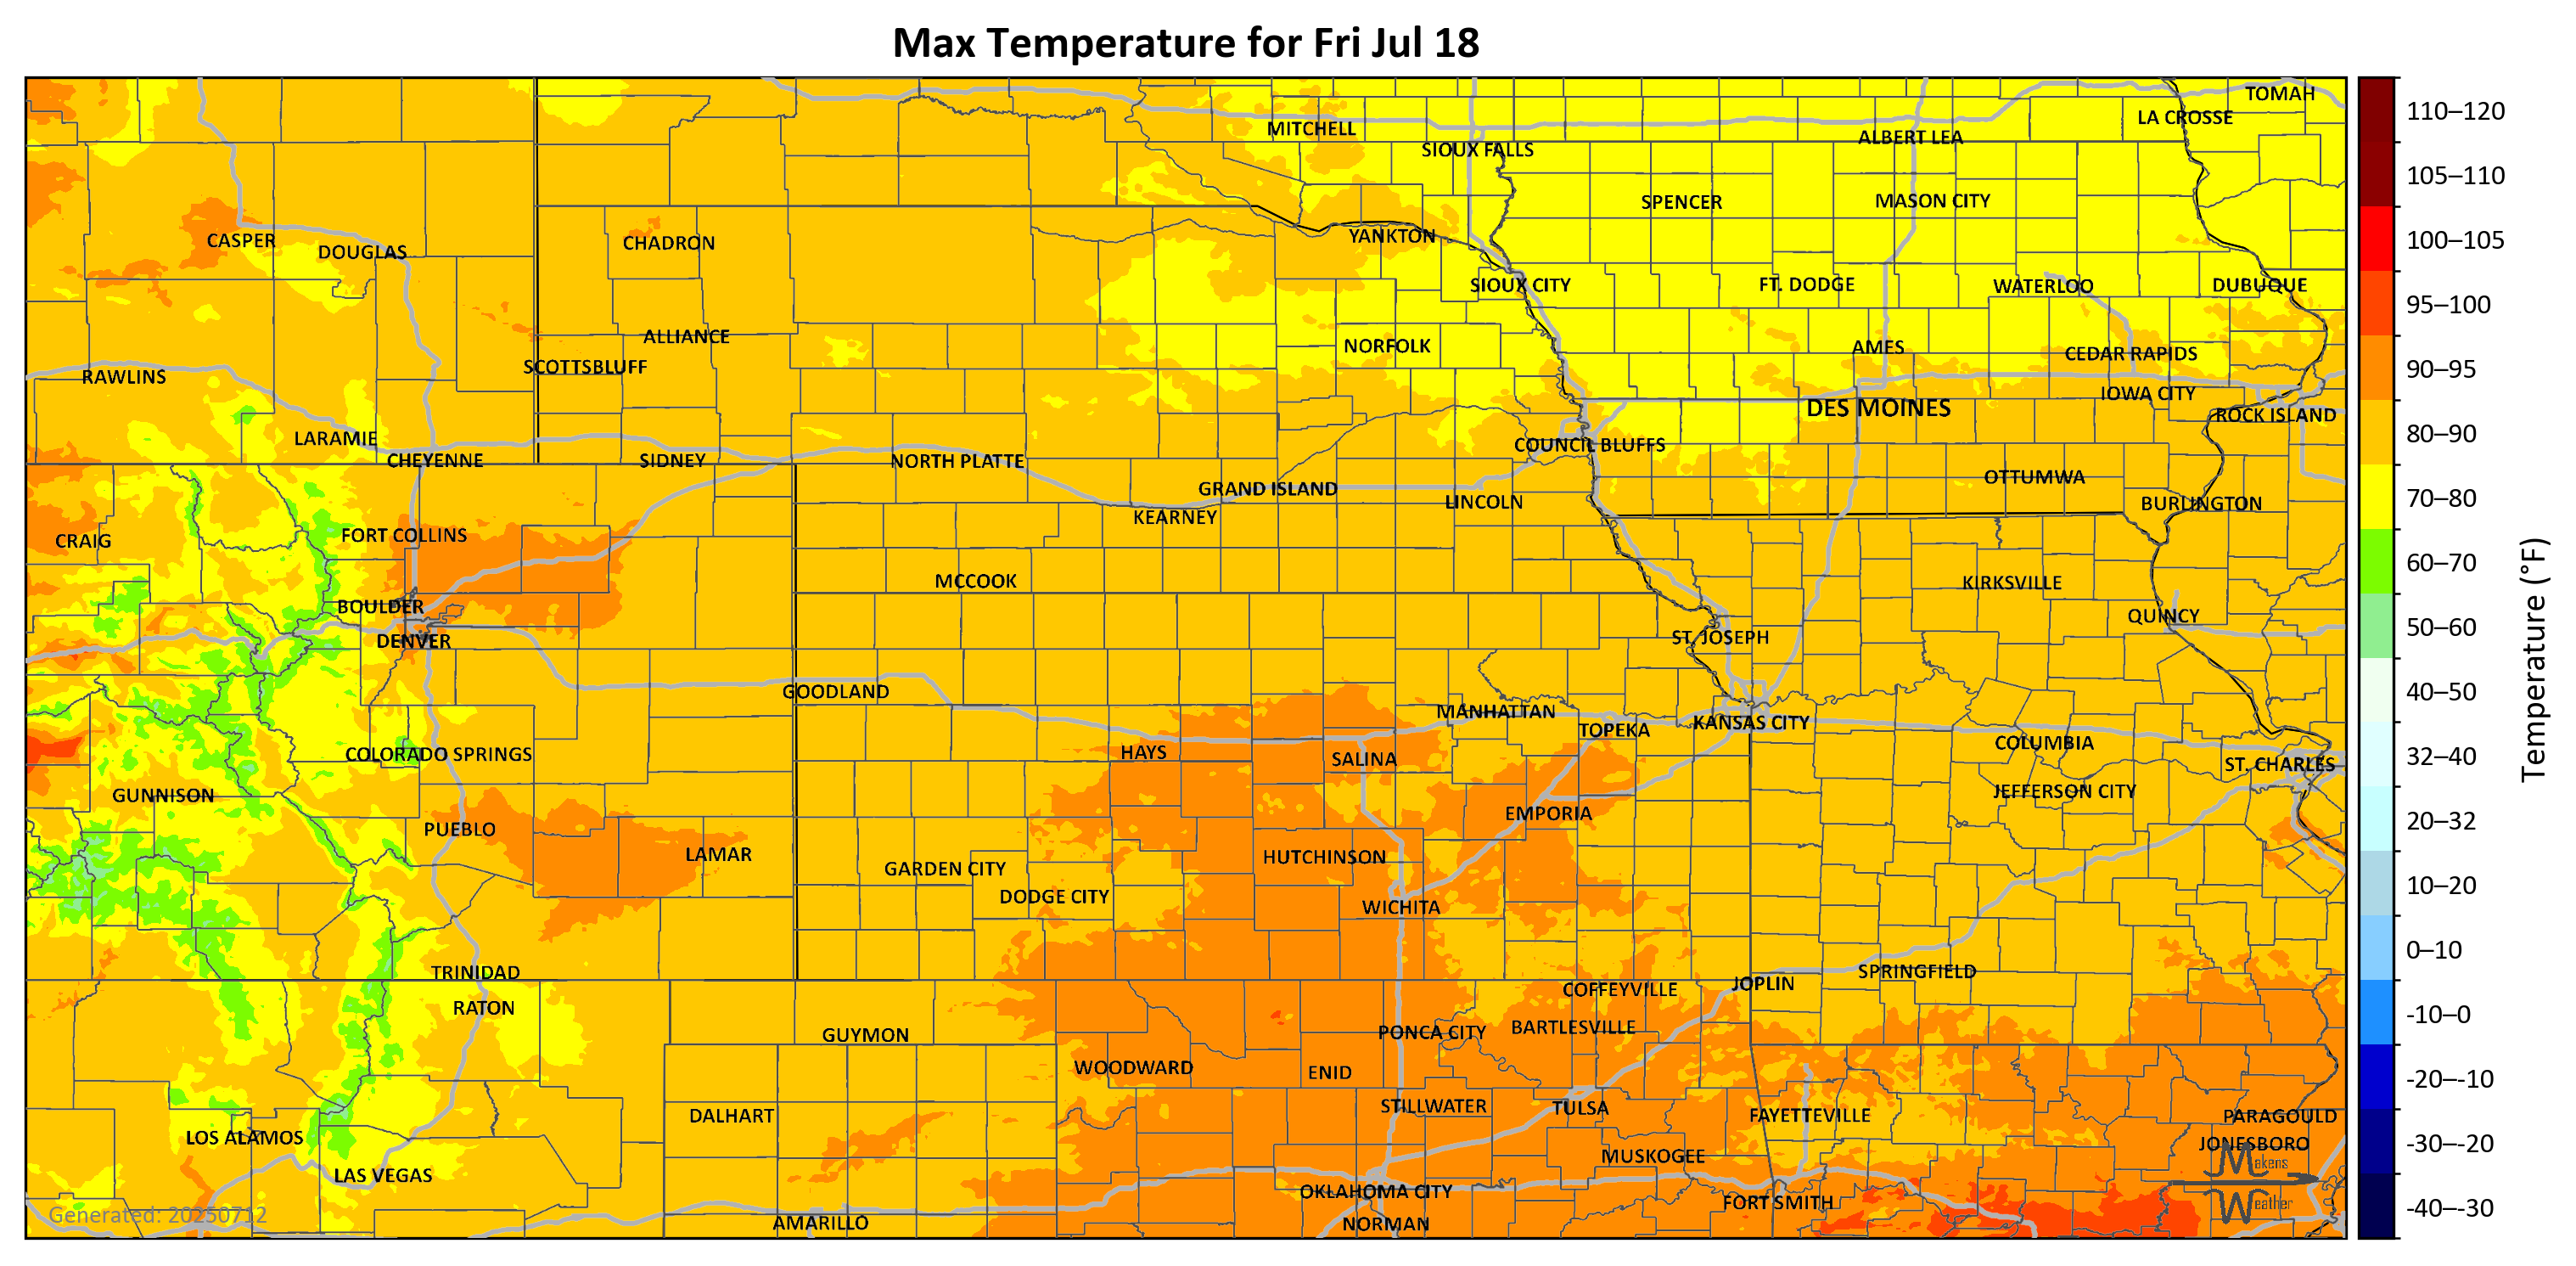 Max Temperature for Fri Jul 18
TOMAH
LA CROSSE
MITCHELL
ALBERT LEA
SIOUX FALLS
SPENCER
MASON CITY
YANKTON
CASPER
CHADRON
DOUGLAS
SIOUX CITY
FT. DODGE
WATERLOO
DUBUQUE
ALLIANCE
NORFOLK
AMES
CEDAR RAPIDS
SCOTTSBLUFF
RAWLINS
IOWA CITY
DES MOINES
ROCK ISLAND
LARAMIE
COUNCIL BLUFFS
CHEYENNE
SIDNEY
NORTH PLATTE
OTTUMWA
GRAND ISLAND
LINCOLN
BURLINGTON
KEARNEY
FORT COLLINS
CRAIG
MCCOOK
KIRKSVILLE
BOULDER
QUINCY
DENVER
ST. JOSEPH
GOODLAND
MANHATTAN
KANSAS CITY
TOPEKA
COLUMBIA
HAYS
COLORADO SPRINGS
SALINA
ST. CHARLES
JEFFERSON CITY
GUNNISON
EMPORIA
PUEBLO
LAMAR
HUTCHINSON
GARDEN CITY
DODGE CITY
WICHITA
TRINIDAD
SPRINGFIELD
JOPLIN
COFFEYVILLE
RATON
BARTLESVILLE
PONCA CITY
GUYMON
WOODWARD
ENID
STILLWATER
TULSA
DALHART
FAYETTEVILLE
PARAGOULD
LOS ALAMOS
JONESBORO
MUSKOGEE
LAS VEGAS
OKLAHOMA CITY
FORT SMITH
AMARILLO
NORMAN
Generated: 20250712
Makens
Weather
110–120
105–110
100–105
95–100
90–95
80–90
70–80
60–70
50–60
40–50
32–40
20–32
10–20
0–10
-10–0
-20–-10
-30–-20
-40–-30
Temperature (°F)